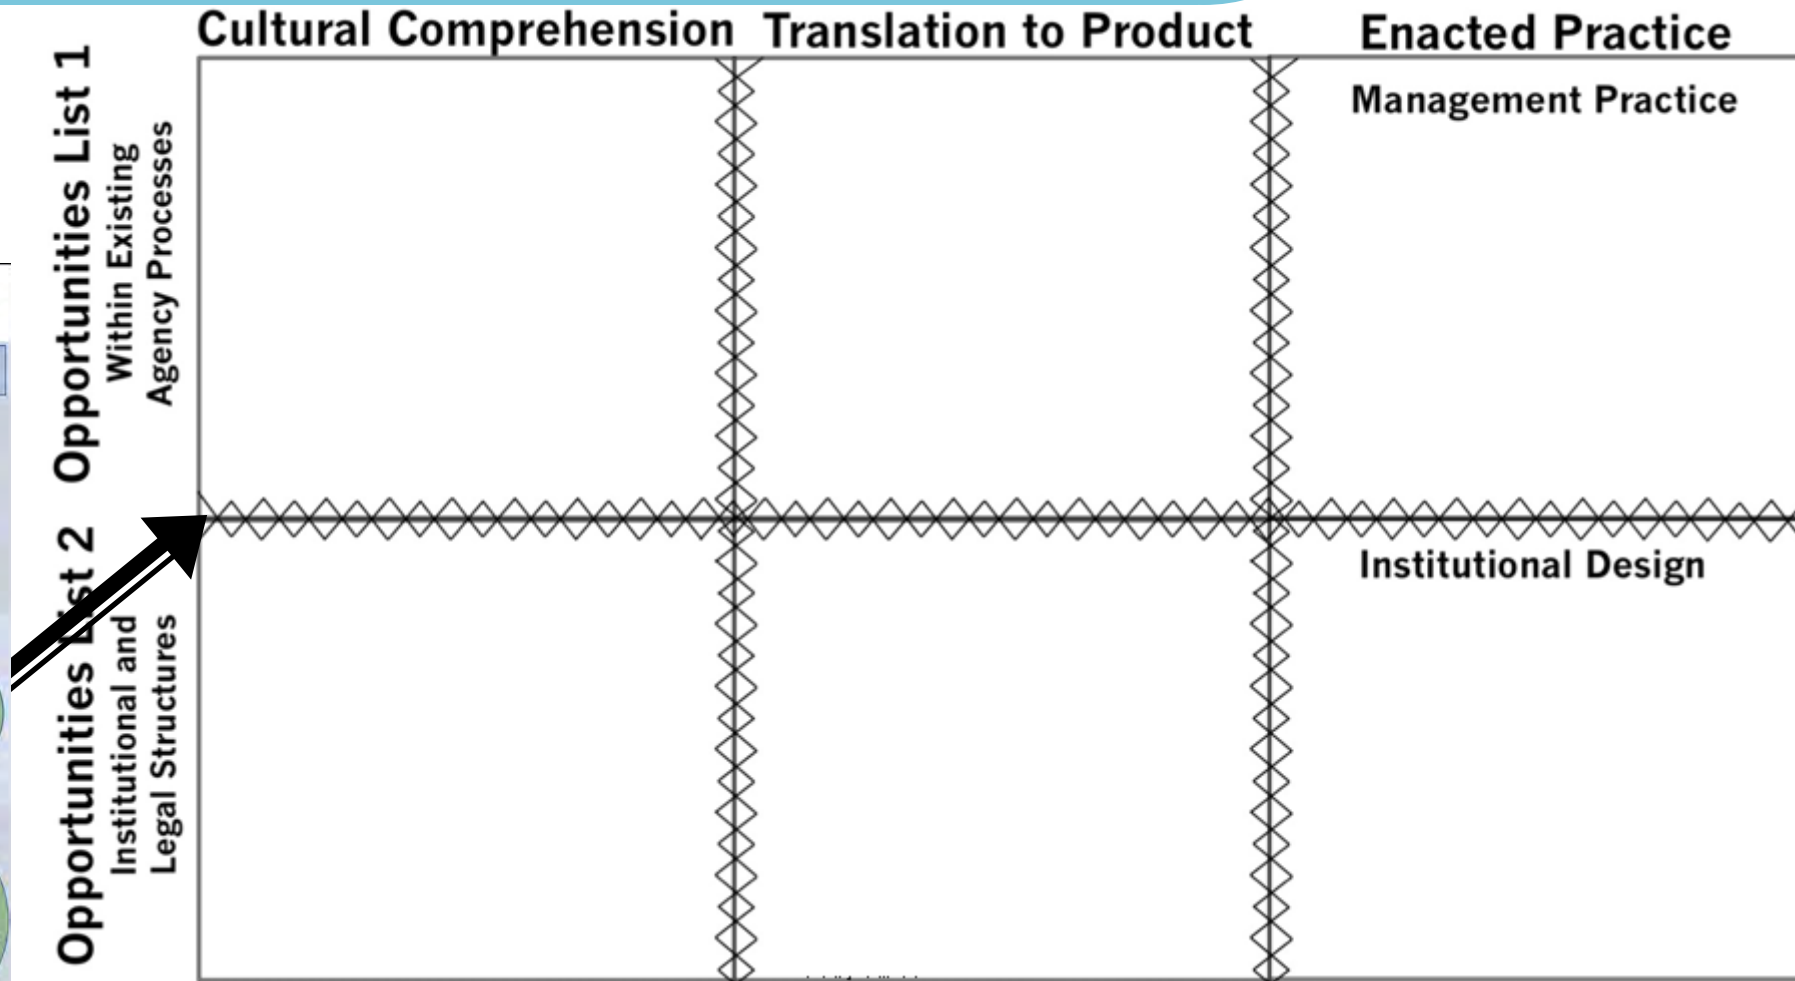 Cultural Comprehension
Translation to Product
Enacted Practice
Opportunities List 1
Within Existing
Agency Processes
Management Practice
Opportunities List 2
Institutional and
Legal Structures
Institutional Design